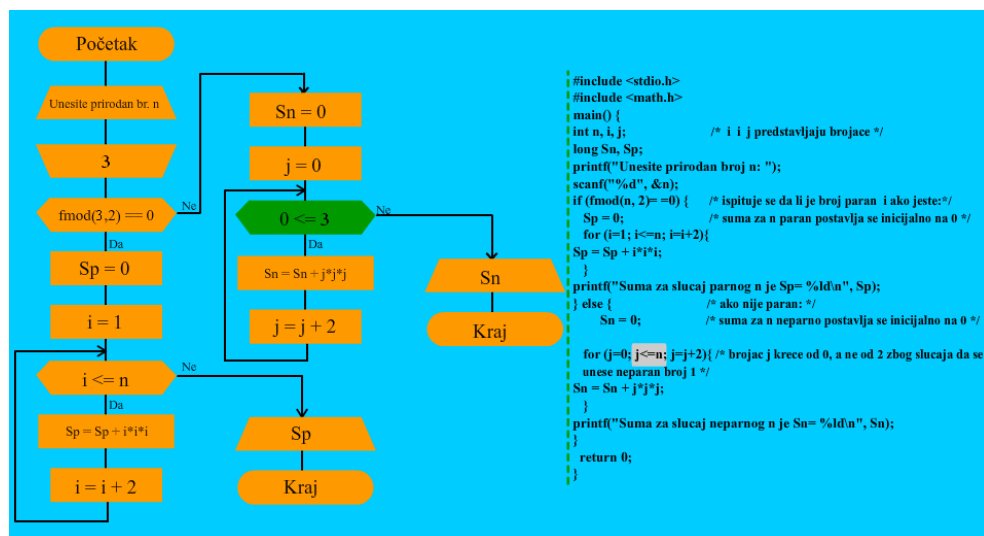 Početak
Unesite prirodan br. n
3
fmod(3,2) == 0
Ne
Da
Sp = 0
i = 1
i <= n
Ne
Da
Sp = Sp + i*i*i
i = i + 2
Sn = 0
j = 0
0 <= 3
Ne
Da
Sn = Sn + j*j*j
j = j + 2
Sp
Kraj
Sn
Kraj
#include <stdio.h>
#include <math.h>
main() {
int n, i, j; /* i i j predstavljaju brojace */
long Sn, Sp;
printf("Unesite prirodan broj n: ");
scanf("%d", &n);
if (fmod(n, 2)= =0) { /* ispituje se da li je broj paran i ako jeste:*/
Sp = 0; /* suma za n paran postavlja se inicijalno na 0 */
for (i=1; i<=n; i=i+2){
Sp = Sp + i*i*i;
}
printf("Suma za slucaj parnog n je Sp= %ld\n", Sp);
} else { /* ako nije paran: */
Sn = 0; /* suma za n neparno postavlja se inicijalno na 0 */
for (j=0; j<=n; j=j+2){ /* brojac j krece od 0, a ne od 2 zbog slucaja da se
unese neparan broj 1 */
Sn = Sn + j*j*j;
}
printf("Suma za slucaj neparnog n je Sn= %ld\n", Sn);
}
return 0;
}